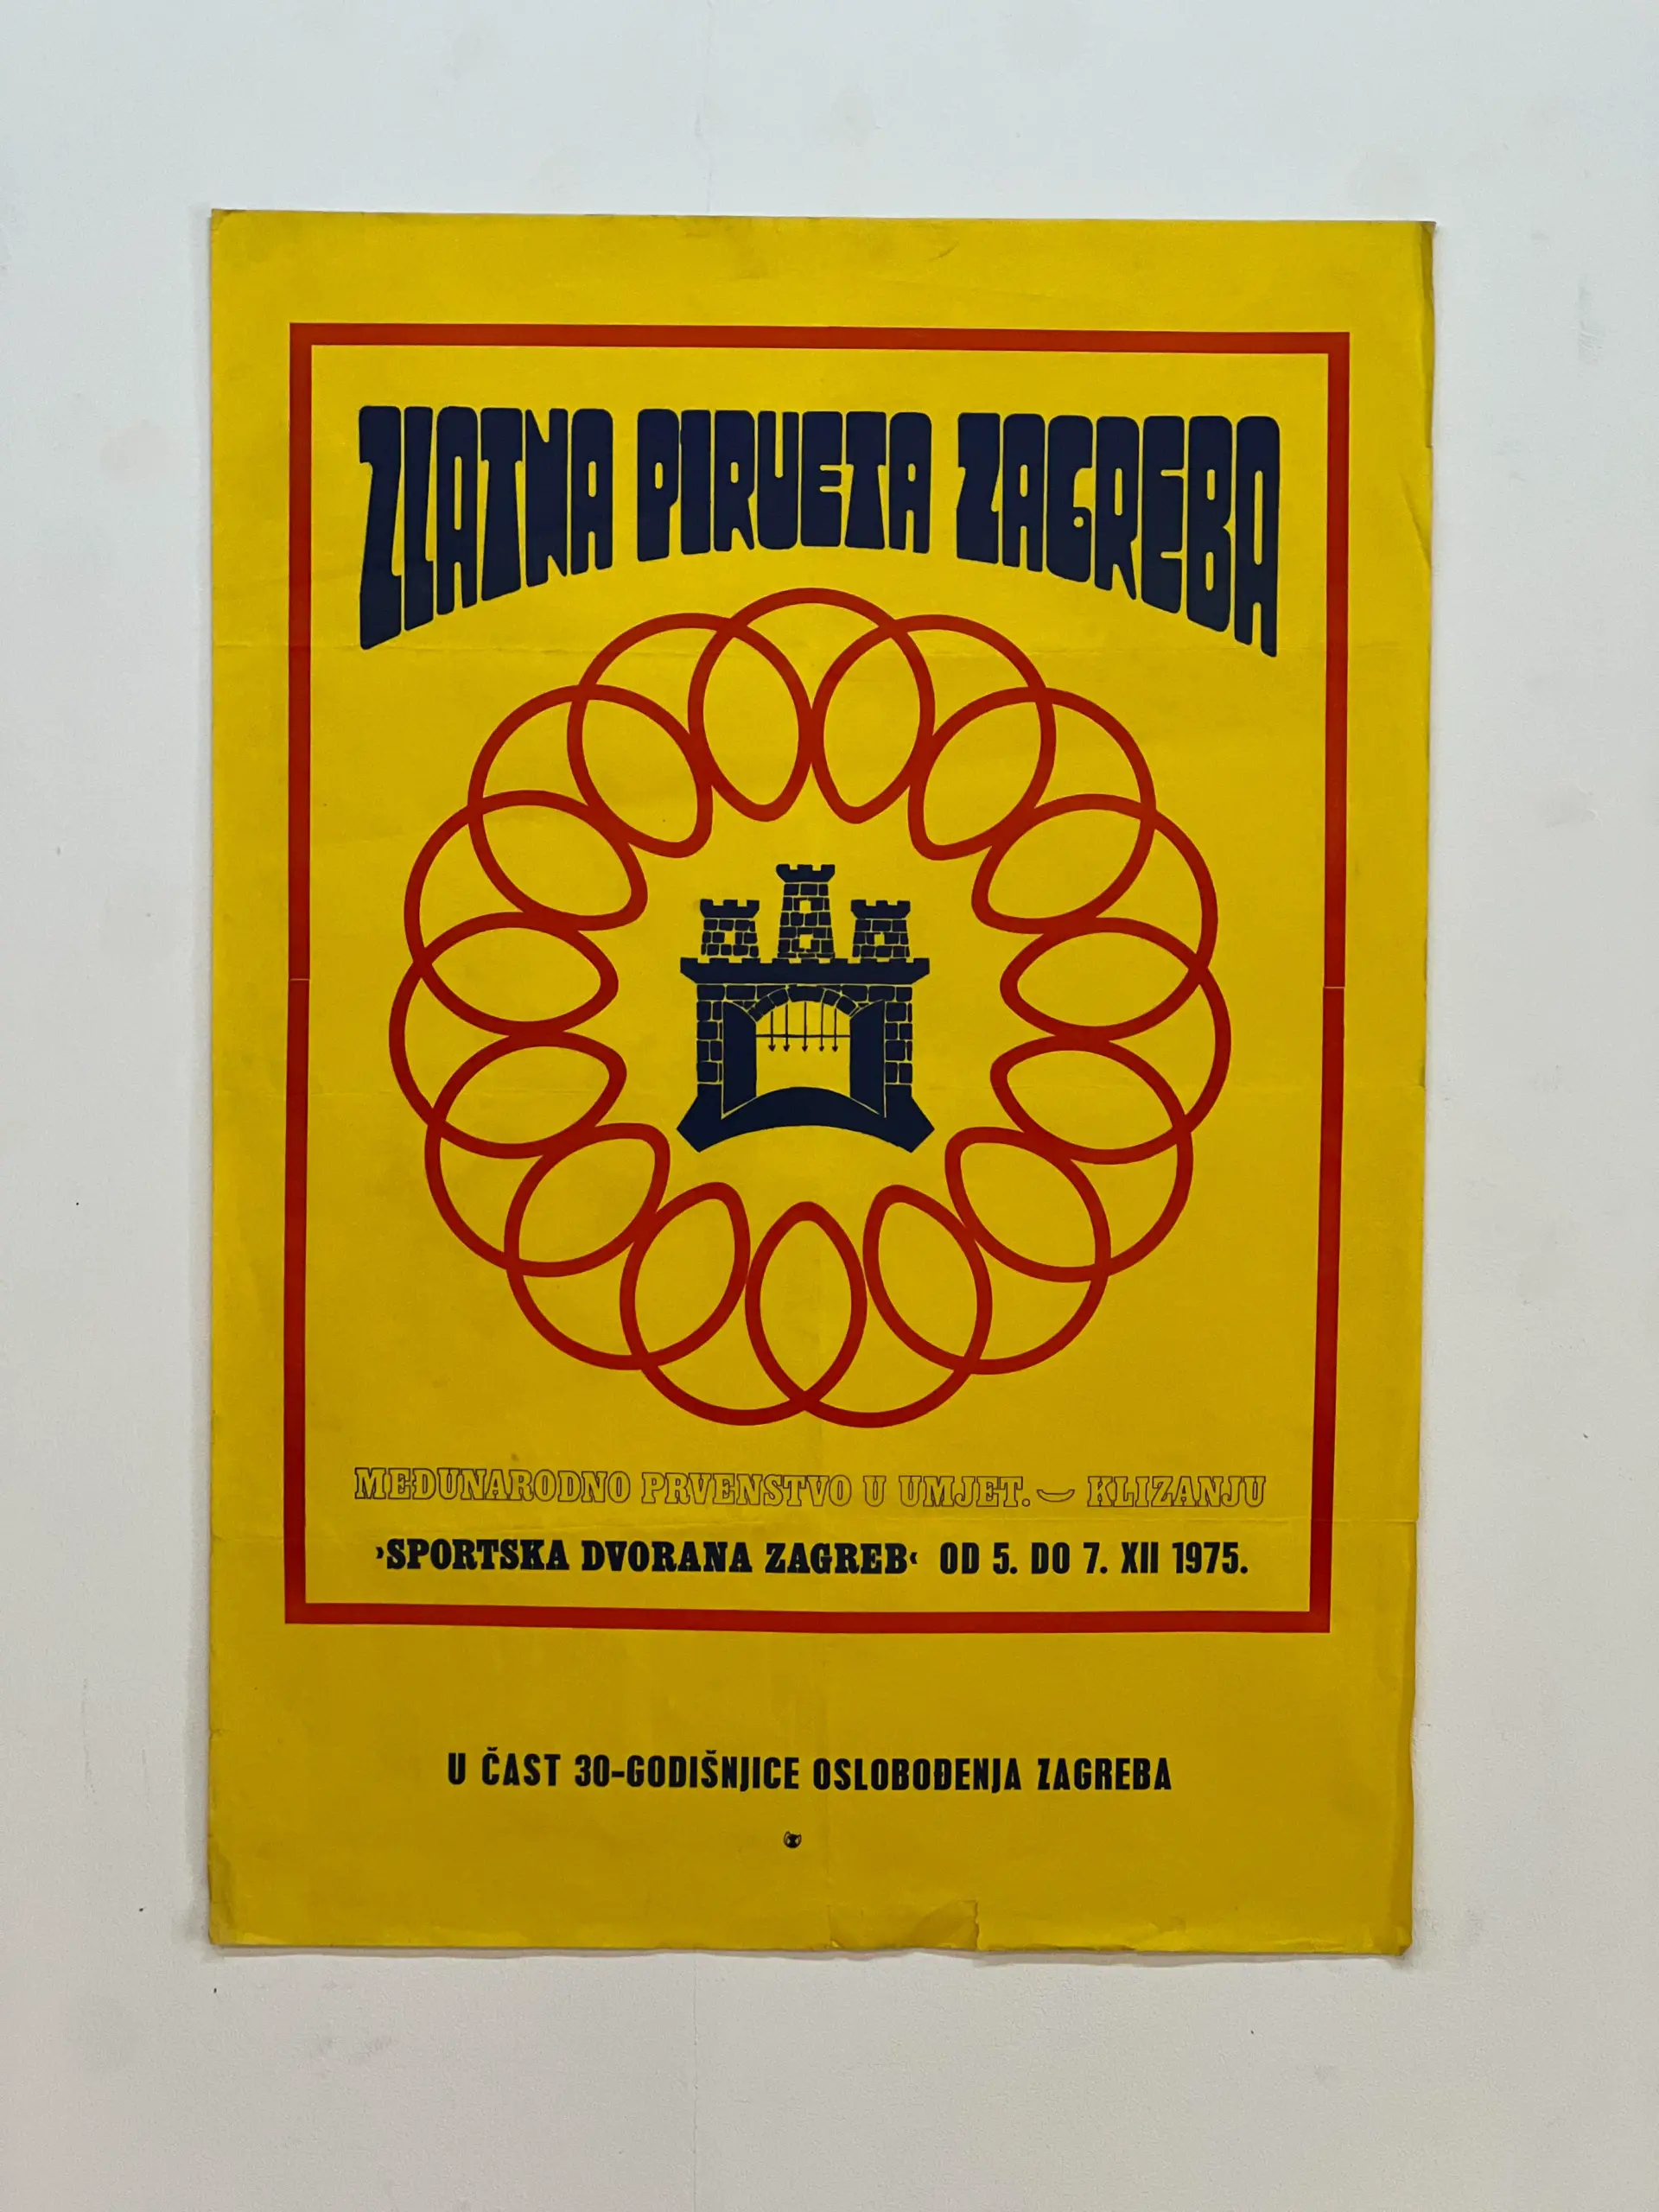 ZLATNA PIRUETA ZAGREBA
MEĐUNARODNO PRVENSTVO U UMJET. KLIZANJU
›SPORTSKA DVORANA ZAGREB‹ OD 5. DO 7. XII 1975.
U ČAST 30-GODIŠNJICE OSLOBOĐENJA ZAGREBA